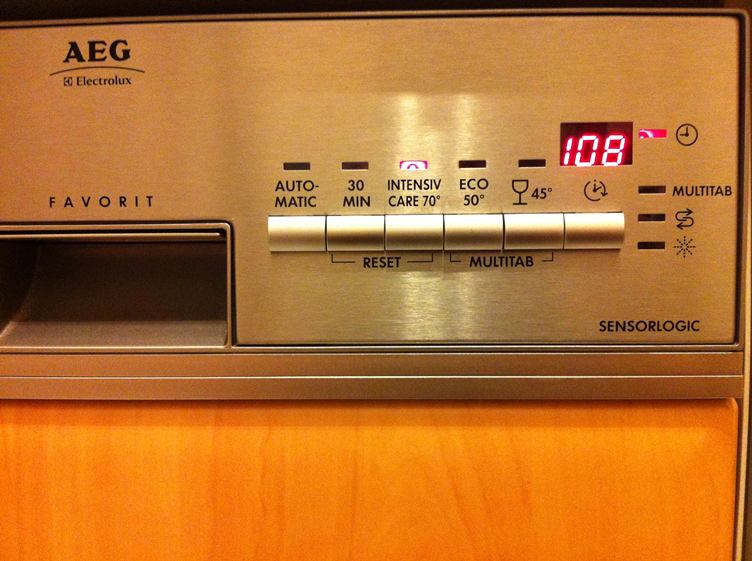 AEG
Electrolux
108
AUTO-
MATIC
30
MIN
INTENSIV
CARE 70°
ECO
50°
45°
MULTITAB
FAVORIT
RESET
MULTITAB
SENSORLOGIC